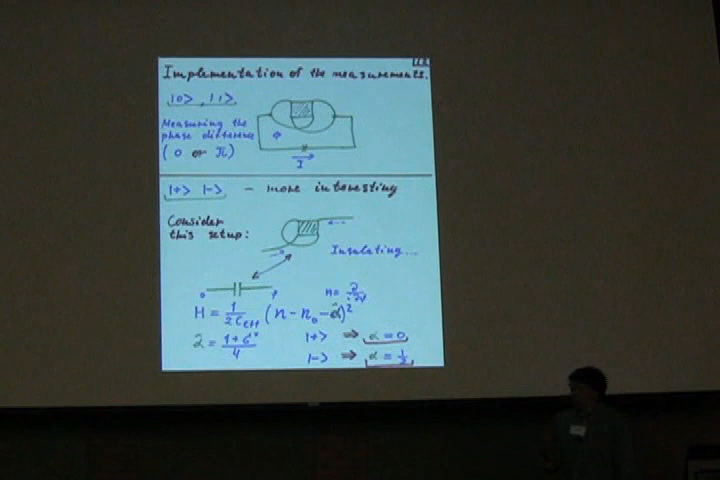 Implementation of the measurements.
|0>, |1>
Measuring the
phase difference
(0 or π)
I
|+> |-> - more interesting
Consider
this setup:
Insulating...
H = 1/2C (n - n₀ - α̂)²
|+> ⇒ α = 0
|-> ⇒ α = 1/2